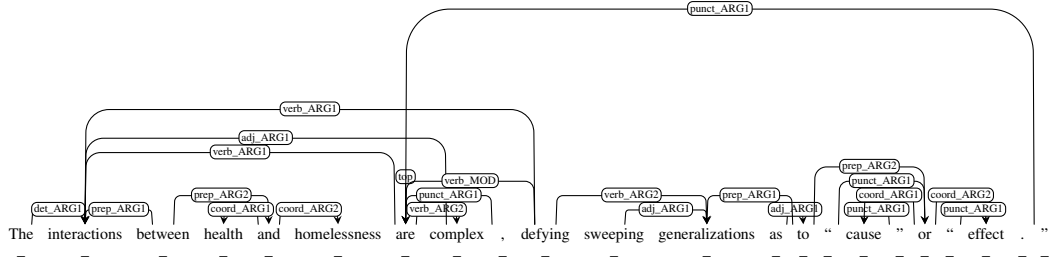 punct_ARG1
verb_ARG1
adj_ARG1
verb_ARG1
prep_ARG2
top verb_MOD
punct_ARG1
prep_ARG2 punct_ARG1 verb_ARG2 prep_ARG1 coord_ARG1 coord_ARG2
det_ARG1 prep_ARG1 coord_ARG1 coord_ARG2 verb_ARG2 adj_ARG1 adj_ARG1 punct_ARG1 punct_ARG1
The interactions between health and homelessness are complex , defying sweeping generalizations as to “ cause ” or “ effect . ”
_ _ _ _ _ _ _ _ _ _ _ _ _ _ _ _ _ _ _ _ _ _